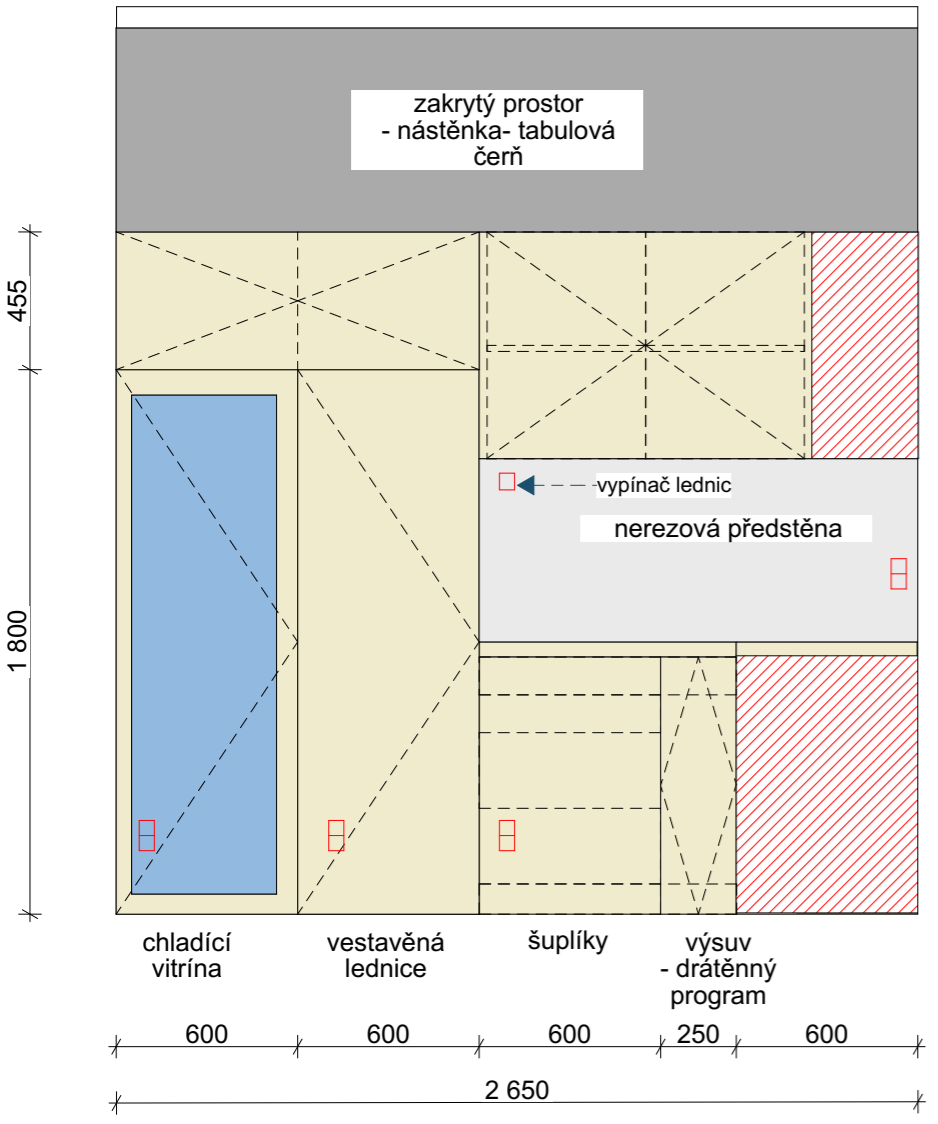 zakrytý prostor
- nástěnka- tabulová
čerň
455
vypínač lednic
nerezová předstěna
1 800
chladící
vitrína
vestavěná
lednice
šuplíky
výsuv
- drátěnný
program
600
600
600
250
600
2 650